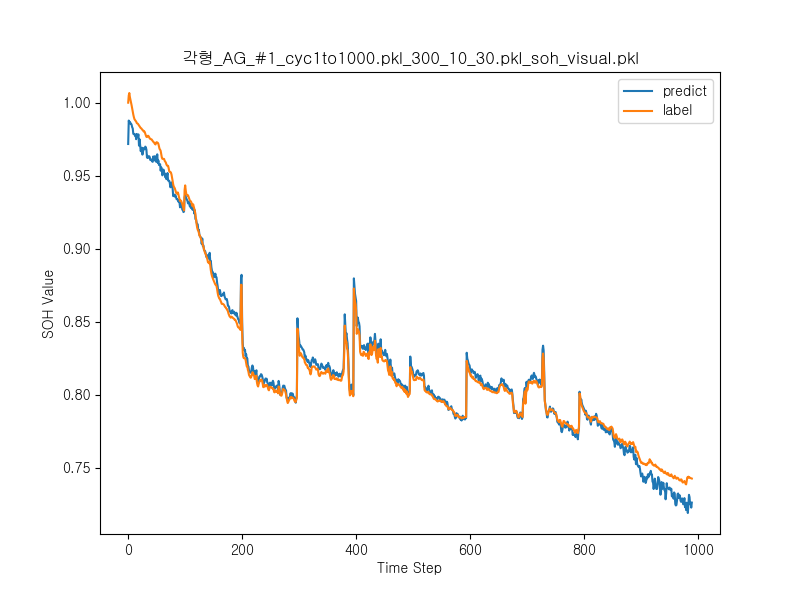 각형_AG_#1_cyc1to1000.pkl_300_10_30.pkl_soh_visual.pkl
predict
label
1.00
0.95
0.90
0.85
0.80
0.75
SOH Value
0 200 400 600 800 1000
Time Step